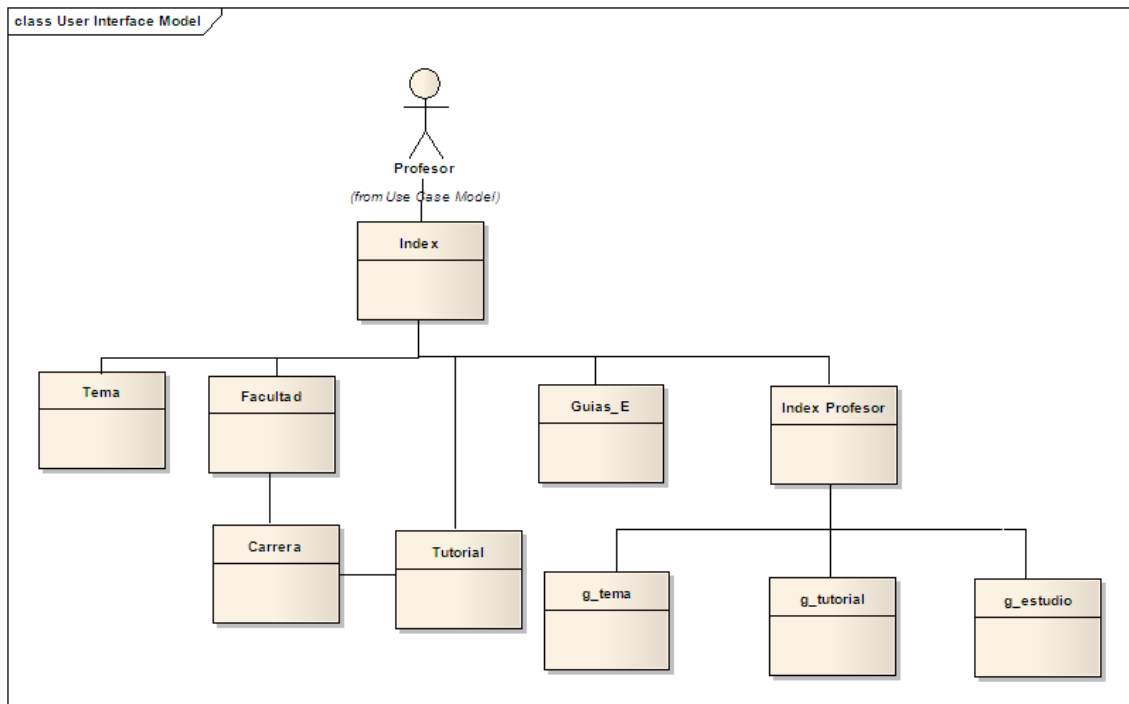 class User Interface Model
Profesor
(from Use Case Model)
Index
Tema
Facultad
Guias_E
Index Profesor
Carrera
Tutorial
g_tema
g_tutorial
g_estudio